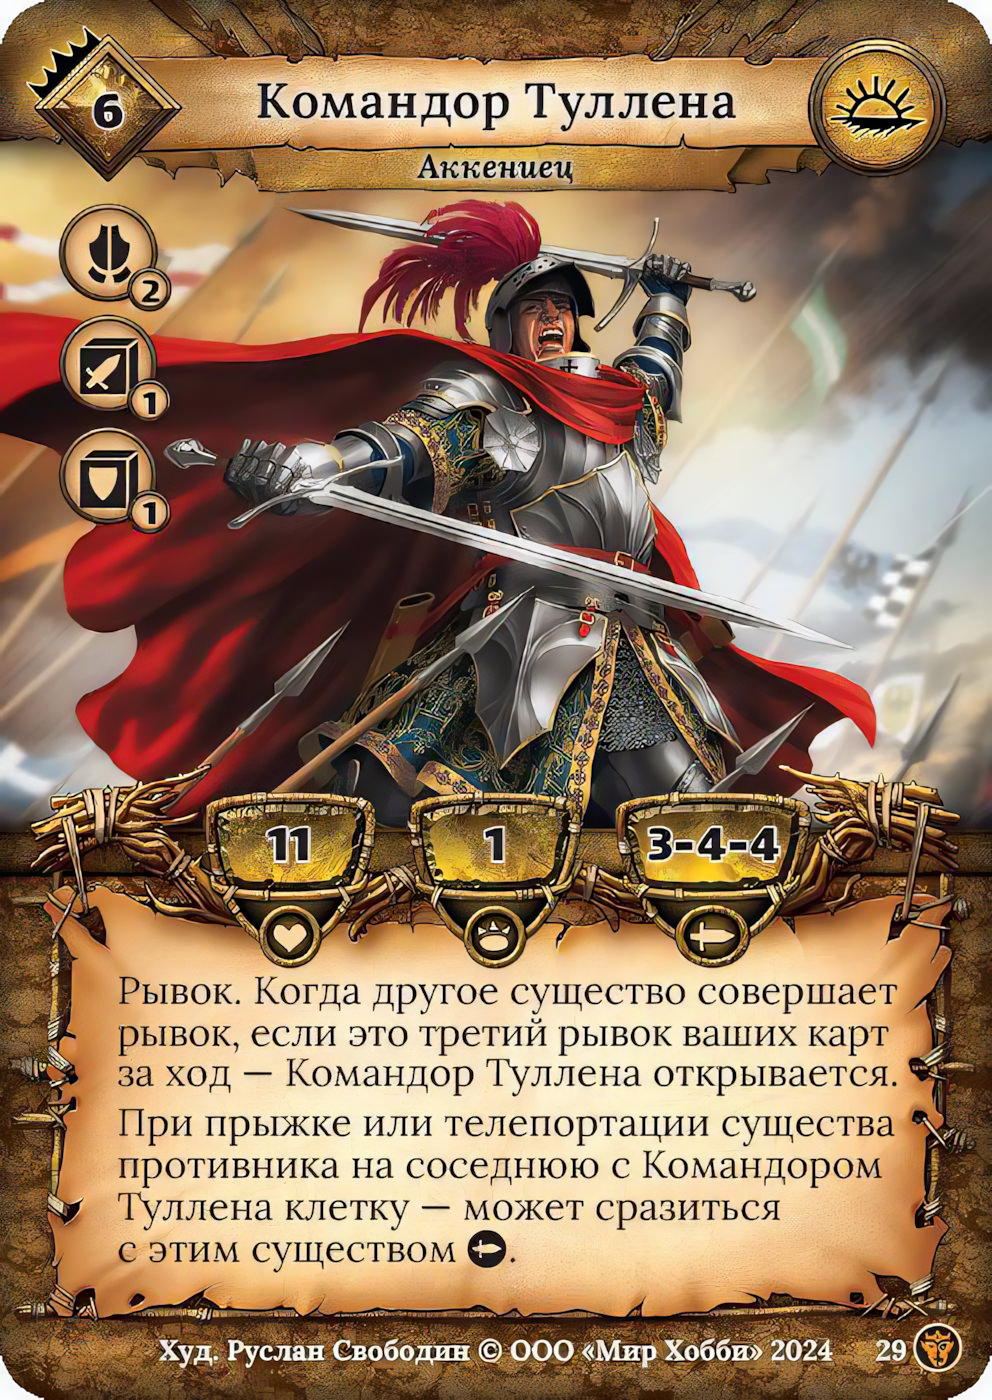 6
Командор Туллена
Аккениец
2
1
1
11
1
3-4-4
Рывок. Когда другое существо совершает
рывок, если это третий рывок ваших карт
за ход — Командор Туллена открывается.
При прыжке или телепортации существа
противника на соседнюю с Командором
Туллена клетку — может сразиться
с этим существом .
Худ. Руслан Свободин © ООО «Мир Хобби» 2024
29